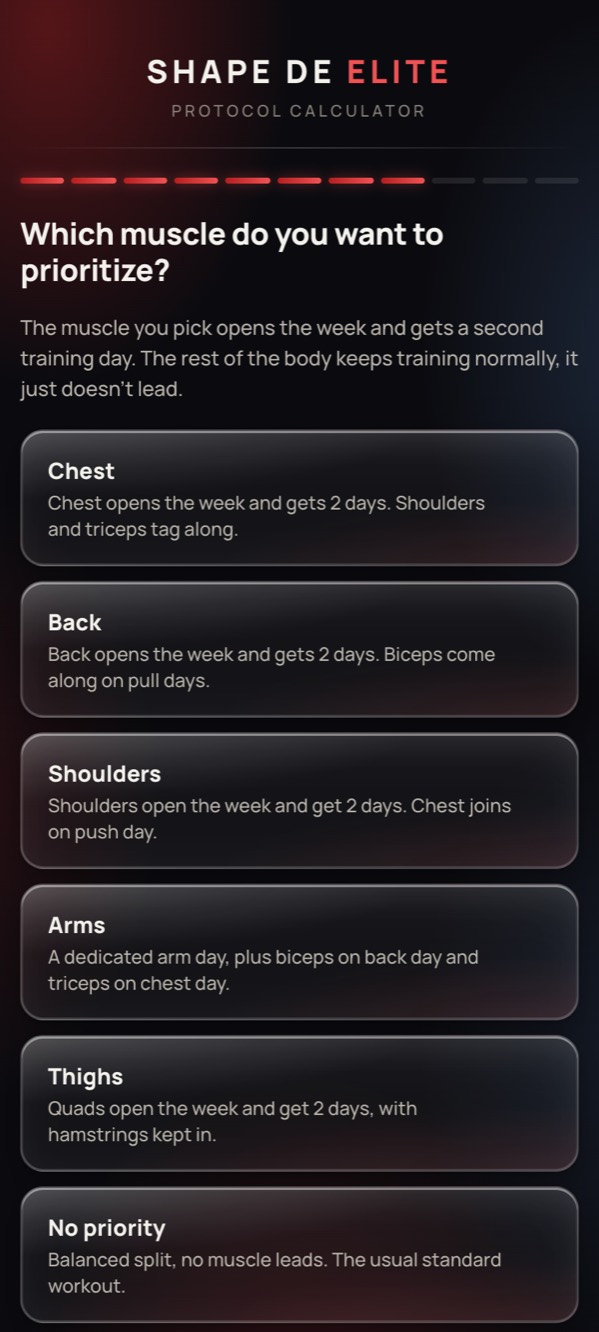 SHAPE DE ELITE
PROTOCOL CALCULATOR
Which muscle do you want to
prioritize?
The muscle you pick opens the week and gets a second
training day. The rest of the body keeps training normally, it
just doesn't lead.
Chest
Chest opens the week and gets 2 days. Shoulders
and triceps tag along.
Back
Back opens the week and gets 2 days. Biceps come
along on pull days.
Shoulders
Shoulders open the week and get 2 days. Chest joins
on push day.
Arms
A dedicated arm day, plus biceps on back day and
triceps on chest day.
Thighs
Quads open the week and get 2 days, with
hamstrings kept in.
No priority
Balanced split, no muscle leads. The usual standard
workout.